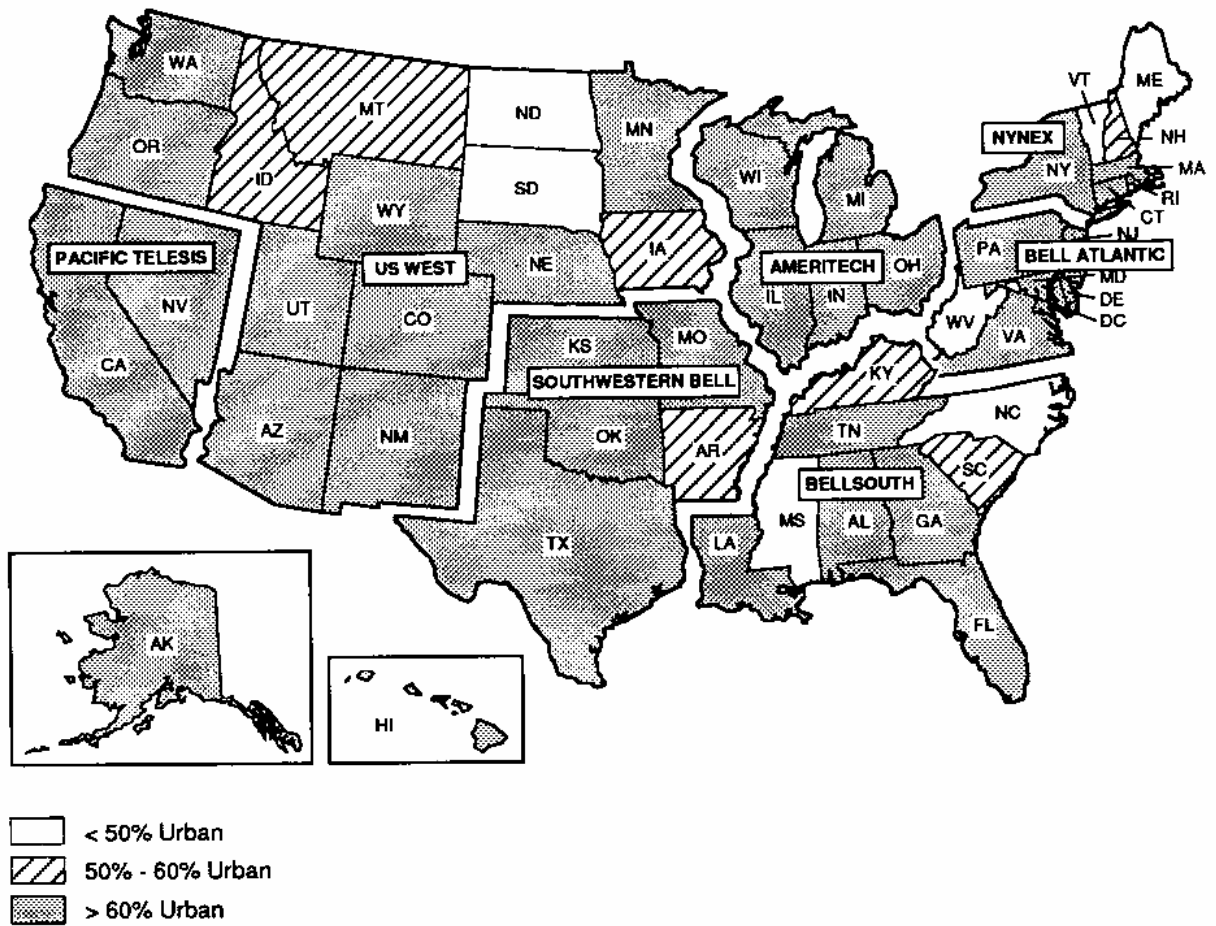 WA
MT
ND
MN
VT
ME
OR
NYNEX
NH
ID
SD
WI
MI
NY
MA
WY
RI
CT
IA
PA
NJ
PACIFIC TELESIS
US WEST
NE
AMERITECH
OH
BELL ATLANTIC
NV
UT
CO
IL
IN
MD
DE
WV
DC
CA
KS
MO
VA
SOUTHWESTERN BELL
KY
AZ
NM
OK
AR
TN
NC
SC
BELLSOUTH
MS
AL
GA
TX
LA
FL
AK
HI
< 50% Urban
50% - 60% Urban
> 60% Urban